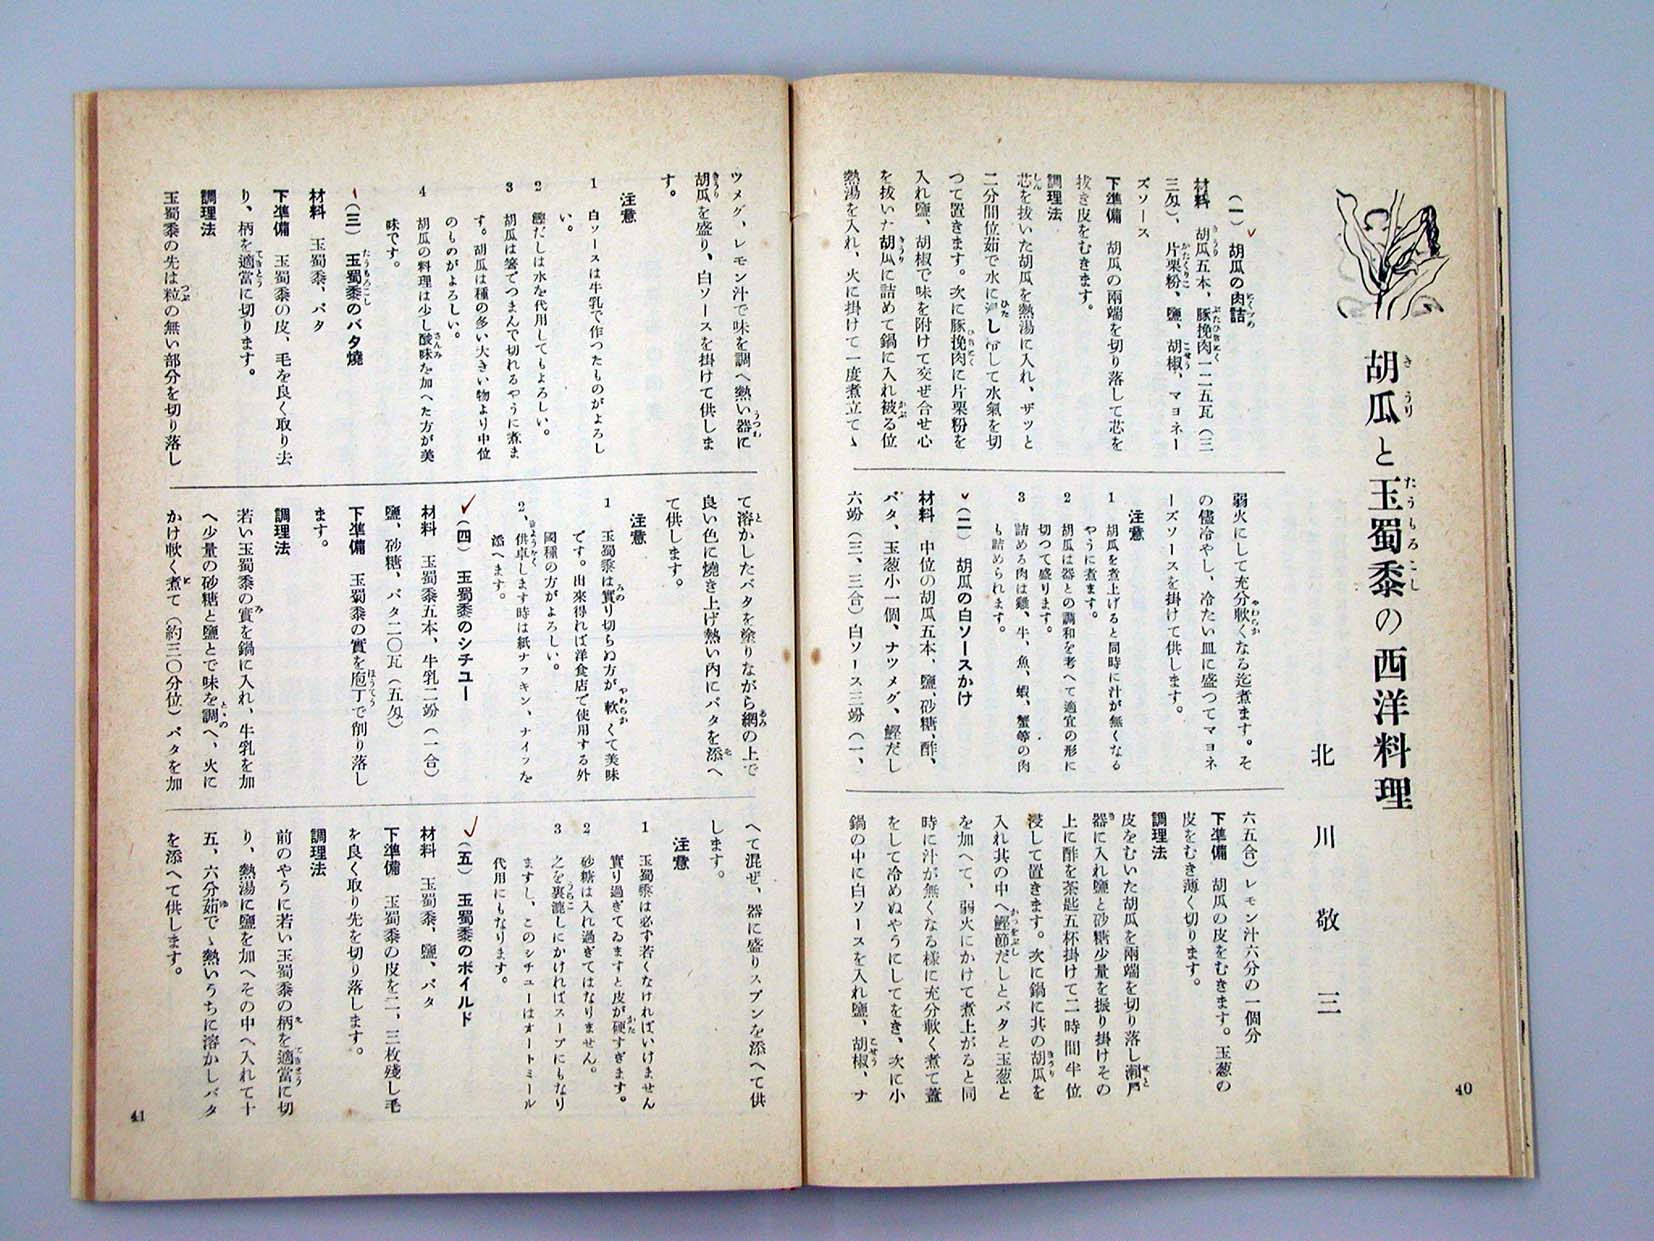 胡瓜と玉蜀黍の西洋料理
北川敬三
(一) 胡瓜の肉詰
材料 胡瓜五本、豚挽肉一二五瓦(三
三匁)、片栗粉、鹽、胡椒、マヨネー
ズソース
下準備 胡瓜の兩端を切り落して芯を
抜き皮をむきます。
調理法
芯を抜いた胡瓜を熱湯に入れ、ザッと
二分間位茹で水に し冷して水氣を切
つて置きます。次に豚挽肉に片栗粉を
入れ鹽、胡椒で味を附けて交ぜ合せ心
を抜いた胡瓜に詰めて鍋に入れ被る位
熱湯を入れ、火に掛けて一度煮立てゝ
弱火にして充分軟くなる迄煮ます。そ
の儘冷やし、冷たい皿に盛つてマヨネ
ーズソースを掛けて供します。
注意
1 胡瓜を煮上げると同時に汁が無くなる
やうに煮ます。
2 胡瓜は器との調和を考へて適宜の形に
切つて盛ります。
3 詰める肉は雞、牛、魚、蝦、蟹等の肉
も詰められます。
(二) 胡瓜の白ソースかけ
材料 中位の胡瓜五本、鹽、砂糖、酢、
バタ、玉葱小一個、ナツメグ、鰹だし
六竕(三、三合)白ソース三竕(一、
六五合)レモン汁六分の一個分
下準備 胡瓜の皮をむきます。玉葱の
皮をむき薄く切ります。
調理法
皮をむいた胡瓜を兩端を切り落し瀬戸
器に入れ鹽と砂糖少量を振り掛けその
上に酢を茶匙五杯掛けて二時間半位
浸して置きます。次に鍋に其の胡瓜を
入れ其の中へ鰹節だしとバタと玉葱と
を加へて、弱火にかけて煮上がると同
時に汁が無くなる樣に充分軟く煮て蓋
をして冷めぬやうにしてをき、次に小
鍋の中に白ソースを入れ鹽、胡椒、ナ
40
ツメグ、レモン汁で味を調へ熱い器に
胡瓜を盛り、白ソースを掛けて供しま
す。
注意
1 白ソースは牛乳で作つたものがよろし
い。
2 鰹だしは水を代用してもよろしい。
3 胡瓜は箸でつまんで切れるやうに煮ま
す。胡瓜は種の多い大きい物より中位
のものがよろしい。
4 胡瓜の料理は少し酸味を加へた方が美
味です。
(三) 玉蜀黍のバタ燒
材料 玉蜀黍、バタ
下準備 玉蜀黍の皮、毛を良く取り去
り、柄を適當に切ります。
調理法
玉蜀黍の先は粒の無い部分を切り落し
て溶かしたバタを塗りながら網の上で
良い色に燒き上げ熱い内にバタを添へ
て供します。
注意
1 玉蜀黍は實り切らぬ方が軟くて美味
です。出來得れば洋食店で使用する外
國種の方がよろしい。
2、供卓します時は紙ナフキン、ナイッを
添へます。
(四) 玉蜀黍のシチユー
材料 玉蜀黍五本、牛乳二竕(一合)
鹽、砂糖、バタ二〇瓦(五匁)
下準備 玉蜀黍の實を庖丁で削り落し
ます。
調理法
若い玉蜀黍の實を鍋に入れ、牛乳を加
へ少量の砂糖と鹽とで味を調へ、火に
かけ軟く煮て(約三〇分位)バタを加
へて混ぜ、器に盛りスプンを添へて供
します。
注意
1 玉蜀黍は必ず若くなければいけません
實り過ぎてゐますと皮が硬すぎます。
2 砂糖は入れ過ぎてはなりません。
3 之を裏漉しにかければスープにもなり
ますし、このシチューはオートミール
代用にもなります。
(五) 玉蜀黍のボイルド
材料 玉蜀黍、鹽、バタ
下準備 玉蜀黍の皮を二、三枚殘し毛
を良く取り先を切り落します。
調理法
前のやうに若い玉蜀黍の柄を適當に切
り、熱湯に鹽を加へその中へ入れて十
五、六分茹でゝ熱いうちに溶かしバタ
を添へて供します。
41